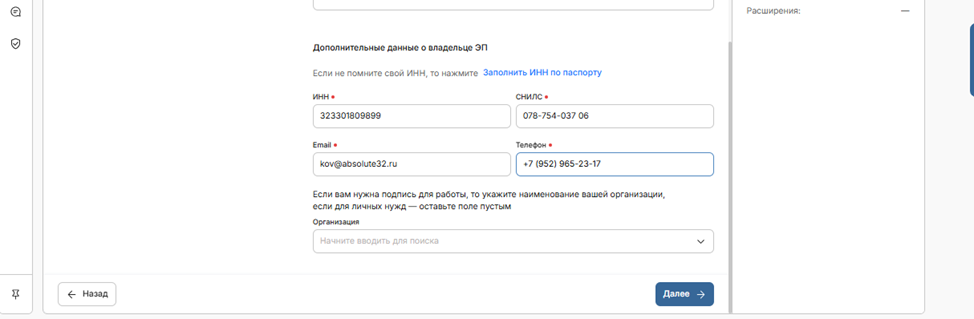 Расширения: —
Дополнительные данные о владельце ЭП
Если не помните свой ИНН, то нажмите Заполнить ИНН по паспорту
ИНН • СНИЛС •
323301809899 078-754-037 06
Email • Телефон •
kov@absolute32.ru +7 (952) 965-23-17
Если вам нужна подпись для работы, то укажите наименование вашей организации,
если для личных нужд — оставьте поле пустым
Организация
Начните вводить для поиска
← Назад Далее →